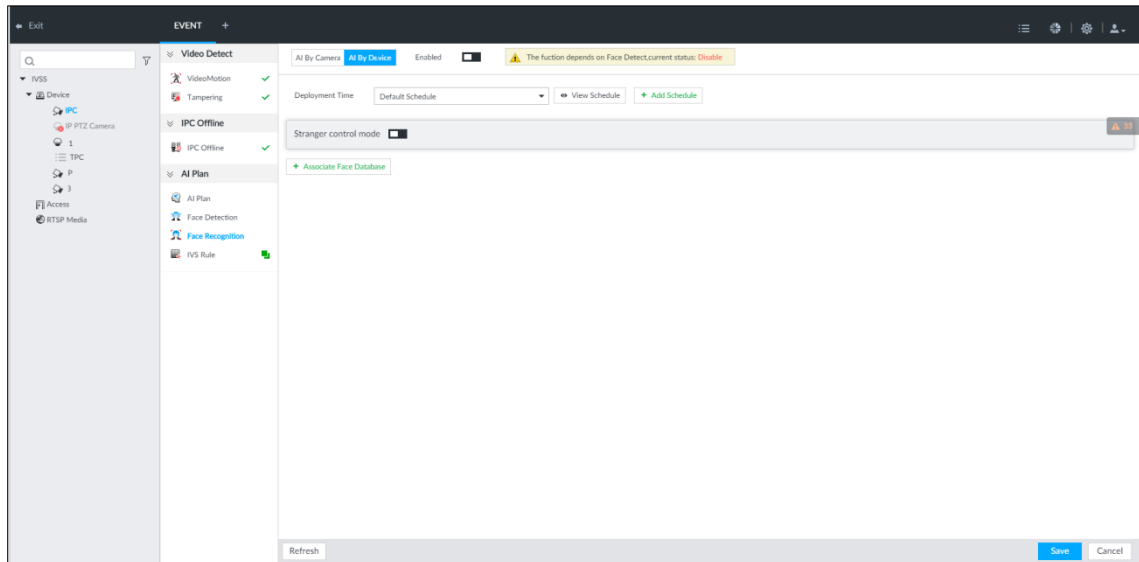 Exit
EVENT +
IVSS
Device
IPC
IP PTZ Camera
1
TPC
P
3
Access
RTSP Media
Video Detect
VideoMotion
Tampering
IPC Offline
IPC Offline
AI Plan
AI Plan
Face Detection
Face Recognition
IVS Rule
AI By Camera AI By Device Enabled The fuction depends on Face Detect,current status: Disable
Deployment Time Default Schedule View Schedule + Add Schedule
Stranger control mode
33
+ Associate Face Database
Refresh Save Cancel